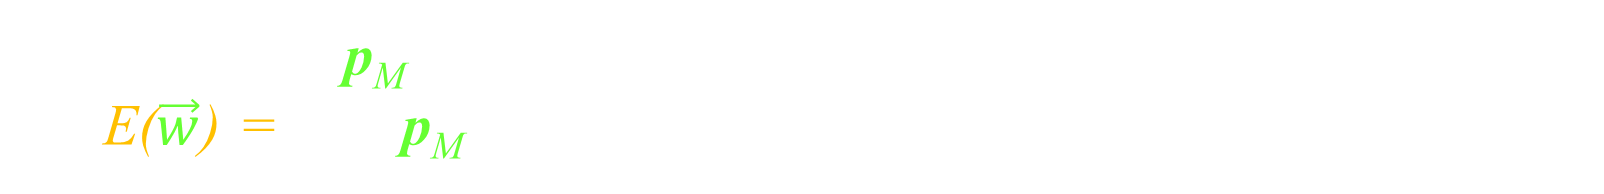 p_M
E(w⃗) = p_M